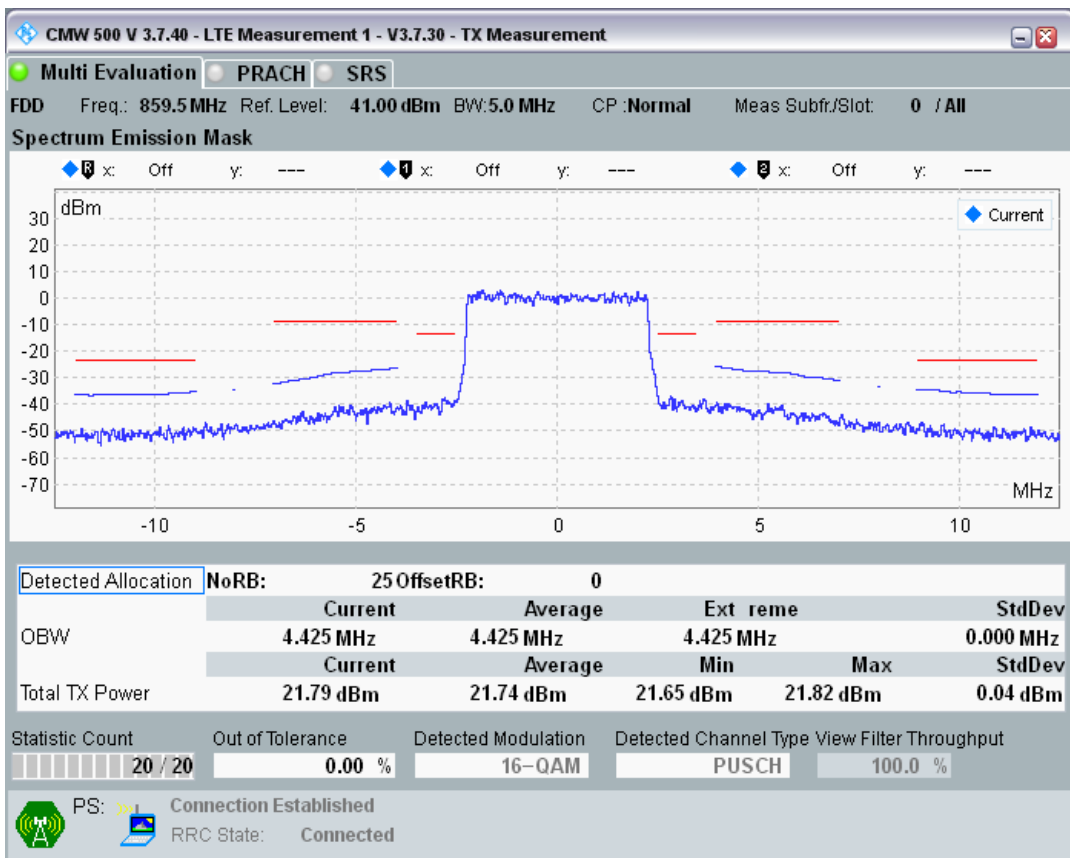 CMW 500 V 3.7.40 - LTE Measurement 1 - V3.7.30 - TX Measurement
Multi Evaluation PRACH SRS
FDD Freq.: 859.5 MHz Ref. Level: 41.00 dBm BW:5.0 MHz CP :Normal Meas Subfr./Slot: 0 / All
Spectrum Emission Mask
R x: Off y: --- 1 x: Off y: --- 2 x: Off y: ---
dBm
Current
30
20
10
0
-10
-20
-30
-40
-50
-60
-70
MHz
-10 -5 0 5 10
Detected Allocation NoRB: 25 OffsetRB: 0
Current Average Ext reme StdDev
OBW 4.425 MHz 4.425 MHz 4.425 MHz 0.000 MHz
Current Average Min Max StdDev
Total TX Power 21.79 dBm 21.74 dBm 21.65 dBm 21.82 dBm 0.04 dBm
Statistic Count Out of Tolerance Detected Modulation Detected Channel Type View Filter Throughput
20 / 20 0.00 % 16-QAM PUSCH 100.0 %
PS: Connection Established
RRC State: Connected